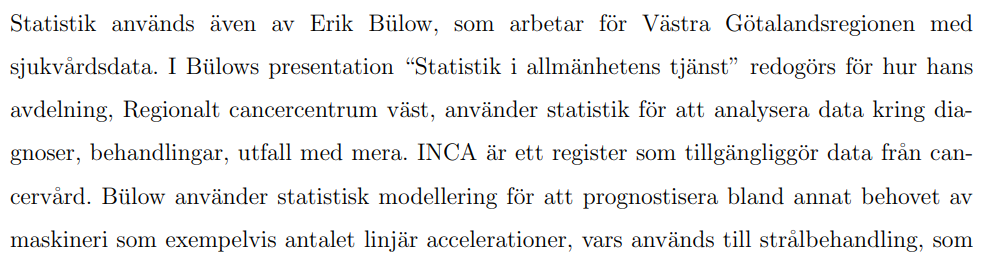 Statistik används även av Erik Bülow, som arbetar för Västra Götalandsregionen med
sjukvårdsdata. I Bülows presentation “Statistik i allmänhetens tjänst” redogörs för hur hans
avdelning, Regionalt cancercentrum väst, använder statistik för att analysera data kring dia-
gnoser, behandlingar, utfall med mera. INCA är ett register som tillgängliggör data från can-
cervård. Bülow använder statistisk modellering för att prognostisera bland annat behovet av
maskineri som exempelvis antalet linjär accelerationer, vars används till strålbehandling, som